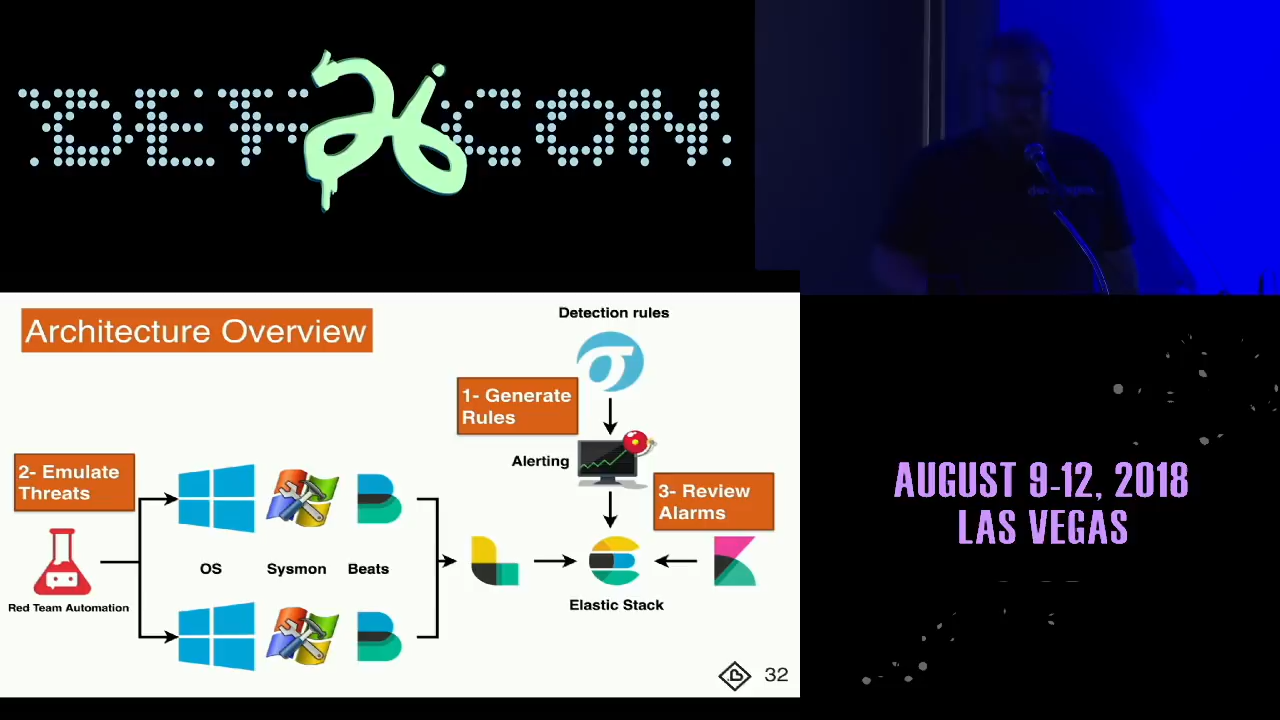 DEF 26 CON
Architecture Overview
Detection rules
1- Generate
Rules
Alerting
2- Emulate
Threats
3- Review
Alarms
OS
Sysmon
Beats
Red Team Automation
Elastic Stack
32
AUGUST 9-12, 2018
LAS VEGAS